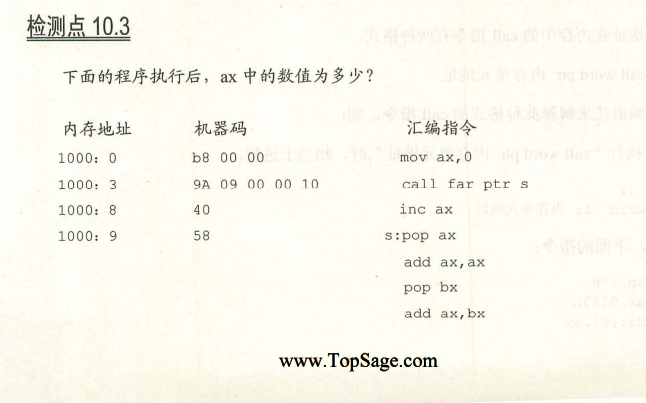 检测点 10.3
下面的程序执行后，ax 中的数值为多少？
内存地址 机器码 汇编指令
1000：0 b8 00 00 mov ax,0
1000：3 9A 09 00 00 10 call far ptr s
1000：8 40 inc ax
1000：9 58 s:pop ax
add ax,ax
pop bx
add ax,bx
www.TopSage.com